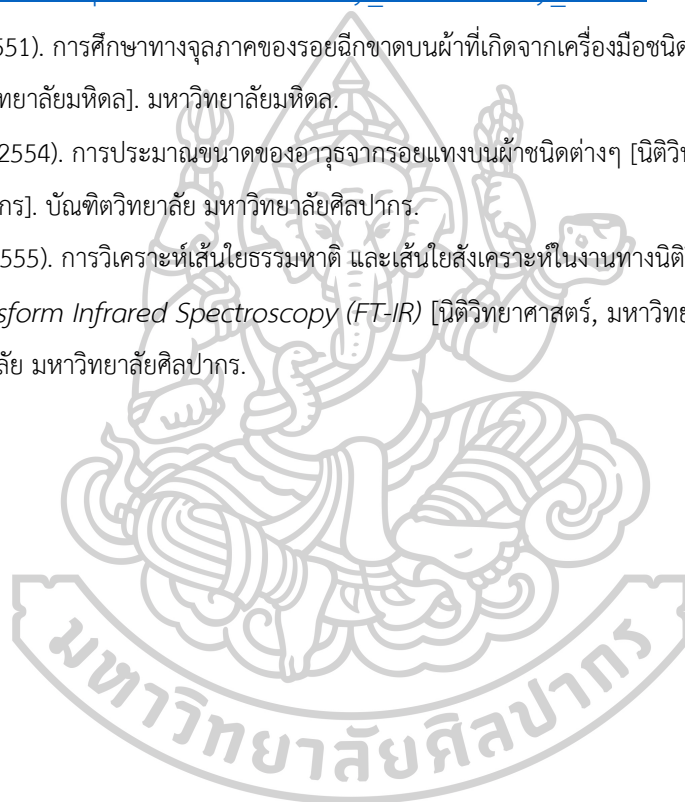 551). การศึกษาทางจุลภาคของรอยฉีกขาดบนผ้าที่เกิดจากเครื่องมือชนิด
ทยาลัยมหิดล]. มหาวิทยาลัยมหิดล.
2554). การประมาณขนาดของอาวุธจากรอยแทงบนผ้าชนิดต่างๆ [นิติวิท
กร]. บัณฑิตวิทยาลัย มหาวิทยาลัยศิลปากร.
555). การวิเคราะห์เส้นใยธรรมหาติ และเส้นใยสังเคราะห์ในงานทางนิติ
sform Infrared Spectroscopy (FT-IR) [นิติวิทยาศาสตร์, มหาวิทย
ลัย มหาวิทยาลัยศิลปากร.
มหาวิทยาลัยศิลปากร